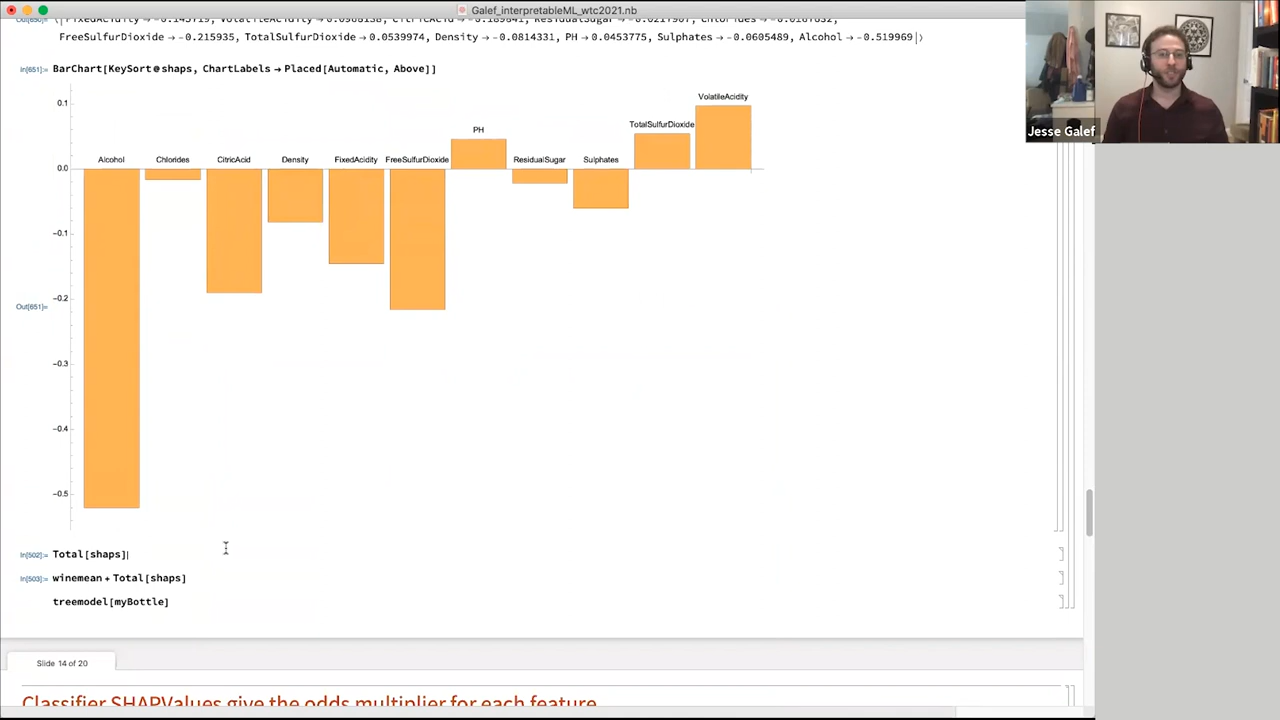 Galef_interpretableML_wtc2021.nb
FreeSulfurDioxide → -0.215935, TotalSulfurDioxide → 0.0539974, Density → -0.0814331, PH → 0.0453775, Sulphates → -0.0605489, Alcohol → -0.519969|⟩
In[651]:= BarChart[KeySort@shaps, ChartLabels → Placed[Automatic, Above]]
VolatileAcidity
0.1
TotalSulfurDioxide
PH
Alcohol Chlorides CitricAcid Density FixedAcidity FreeSulfurDioxide ResidualSugar Sulphates
0.0
-0.1
-0.2
Out[651]=
-0.3
-0.4
-0.5
In[502]:= Total[shaps]
In[503]:= winemean + Total[shaps]
treemodel[myBottle]
Slide 14 of 20
Classifier SHAPValues give the odds multiplier for each feature
Jesse Galef